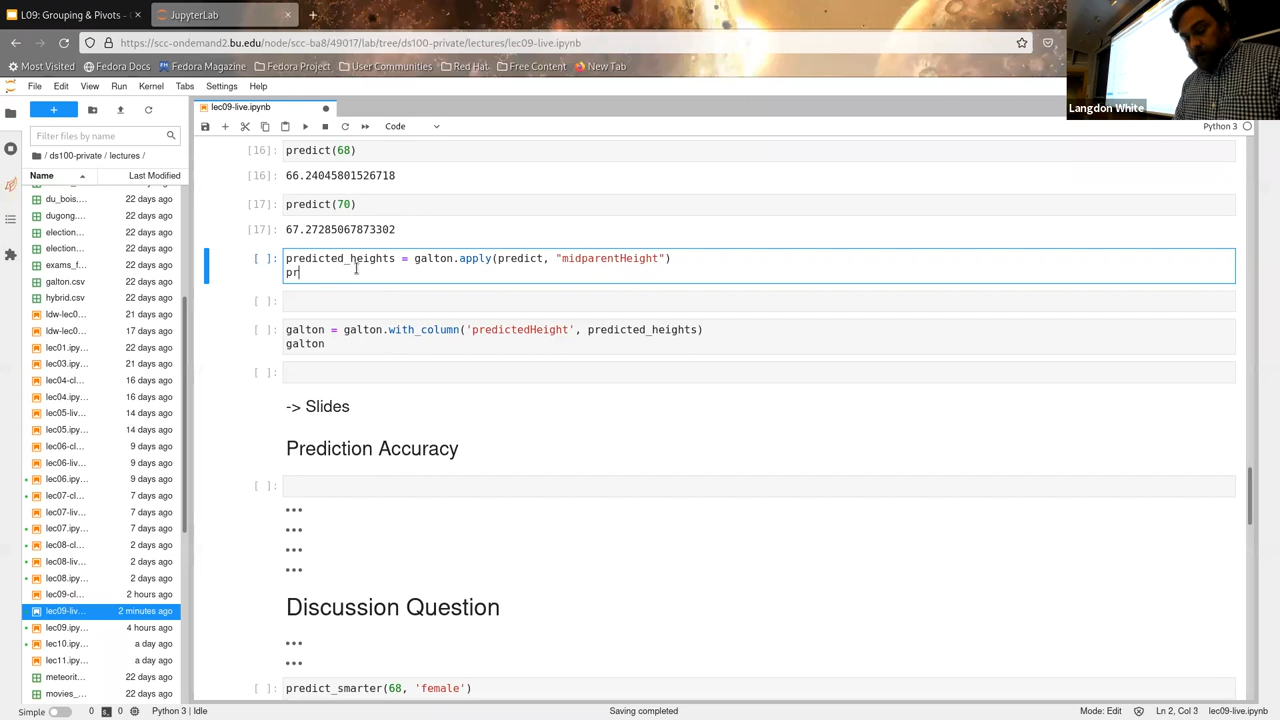 L09: Grouping & Pivots -
JupyterLab
https://scc-ondemand2.bu.edu/node/scc-ba8/49017/lab/tree/ds100-private/lectures/lec09-live.ipynb
Most Visited Fedora Docs Fedora Magazine Fedora Project User Communities Red Hat Free Content New Tab
Langdon White
File Edit View Run Kernel Tabs Settings Help
lec09-live.ipynb
Filter files by name
Code
Python 3
/ ds100-private / lectures /
Name Last Modified
du_bois.... 22 days ago
dugong.... 22 days ago
election... 22 days ago
election... 22 days ago
exams_f... 22 days ago
galton.csv 22 days ago
hybrid.csv 22 days ago
ldw-lec0... 21 days ago
ldw-lec0... 17 days ago
lec01.ipy... 22 days ago
lec03.ipy... 21 days ago
lec04-cl... 16 days ago
lec04.ipy... 16 days ago
lec05-liv... 14 days ago
lec05.ipy... 14 days ago
lec06-cl... 9 days ago
lec06-liv... 9 days ago
lec06.ipy... 9 days ago
lec07-cl... 7 days ago
lec07-liv... 7 days ago
lec07.ipy... 7 days ago
lec08-cl... 2 days ago
lec08-liv... 2 days ago
lec08.ipy... 2 days ago
lec09-cl... 2 hours ago
lec09-liv... 2 minutes ago
lec09.ipy... 4 hours ago
lec10.ipy... a day ago
lec11.ipy... a day ago
meteorit... 22 days ago
movies_... 22 days ago
[16]: predict(68)
[16]: 66.24045801526718
[17]: predict(70)
[17]: 67.27285067873302
[ ]: predicted_heights = galton.apply(predict, "midparentHeight")
pr
[ ]:
[ ]: galton = galton.with_column('predictedHeight', predicted_heights)
galton
[ ]:
-> Slides
Prediction Accuracy
[ ]:
•••
•••
•••
•••
Discussion Question
•••
•••
[ ]: predict_smarter(68, 'female')
Simple 0 0 Python 3 | Idle Saving completed Mode: Edit Ln 2, Col 3 lec09-live.ipynb